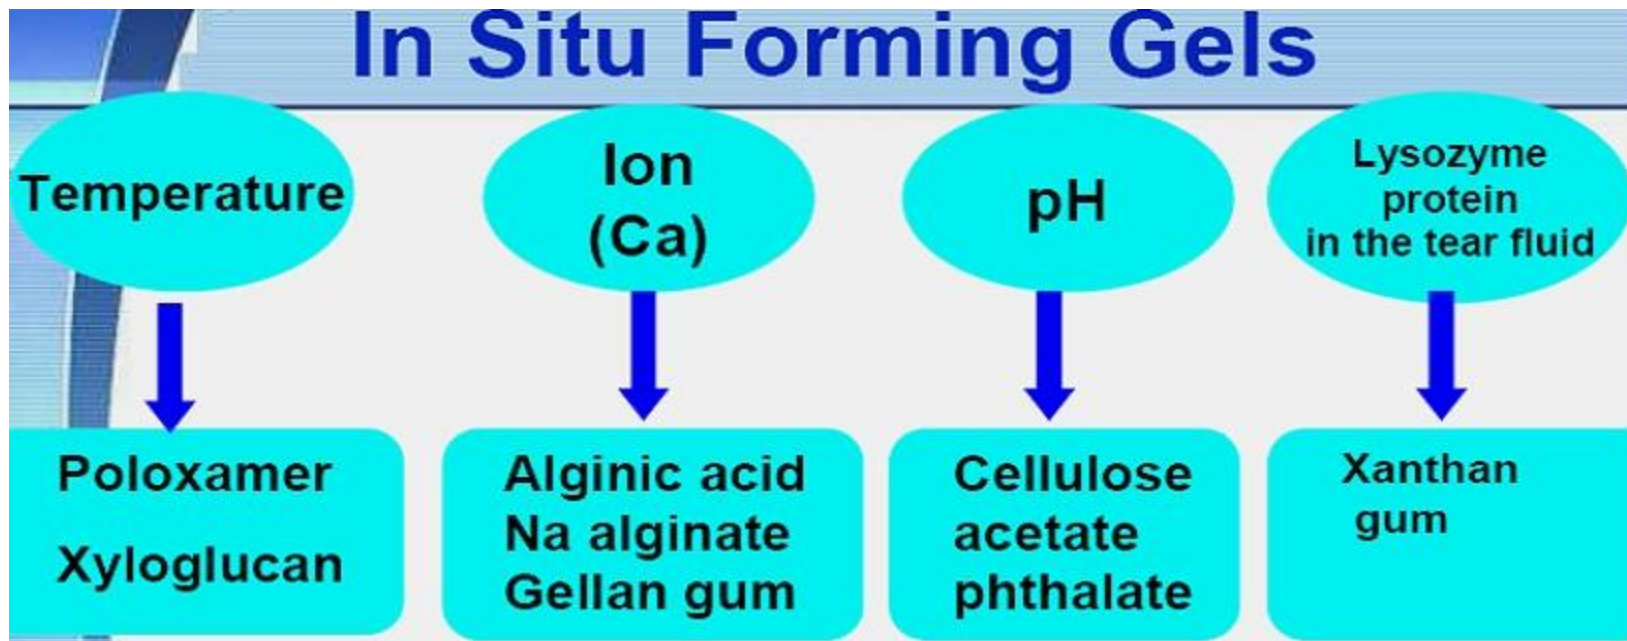 In Situ Forming Gels
Temperature
Ion
(Ca)
pH
Lysozyme
protein
in the tear fluid
Poloxamer
Xyloglucan
Alginic acid
Na alginate
Gellan gum
Cellulose
acetate
phthalate
Xanthan
gum